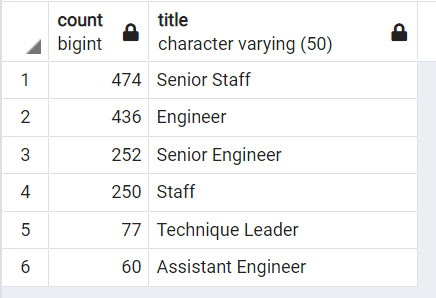 count title
bigint character varying (50)
1 474 Senior Staff
2 436 Engineer
3 252 Senior Engineer
4 250 Staff
5 77 Technique Leader
6 60 Assistant Engineer